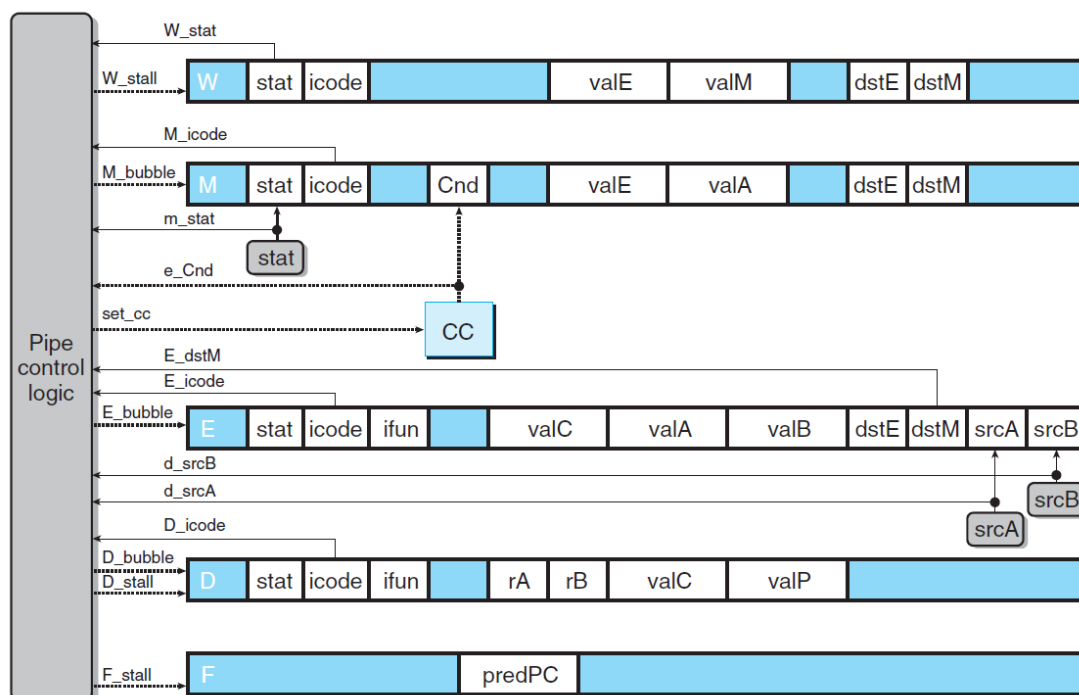 W_stat
W_stall
W stat icode valE valM dstE dstM
M_icode
M_bubble
M stat icode Cnd valE valA dstE dstM
m_stat
stat
e_Cnd
set_cc
CC
Pipe
control
logic
E_dstM
E_icode
E_bubble
E stat icode ifun valC valA valB dstE dstM srcA srcB
d_srcB
d_srcA
srcB
srcA
D_icode
D_bubble
D_stall
D stat icode ifun rA rB valC valP
F_stall
F predPC